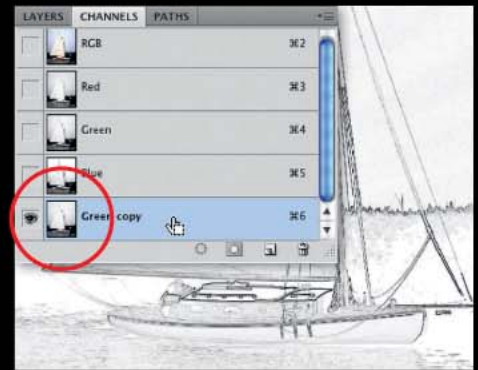 LAYERS CHANNELS PATHS
RGB ⌘2
Red ⌘3
Green ⌘4
Blue ⌘5
Green copy ⌘6